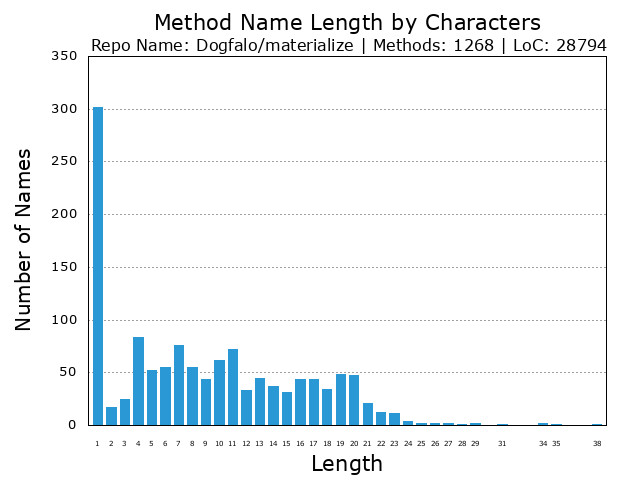 Method Name Length by Characters
Repo Name: Dogfalo/materialize | Methods: 1268 | LoC: 28794
350
300
250
200
150
100
50
0
Number of Names
1 2 3 4 5 6 7 8 9 10 11 12 13 14 15 16 17 18 19 20 21 22 23 24 25 26 27 28 29 31 34 35 38
Length